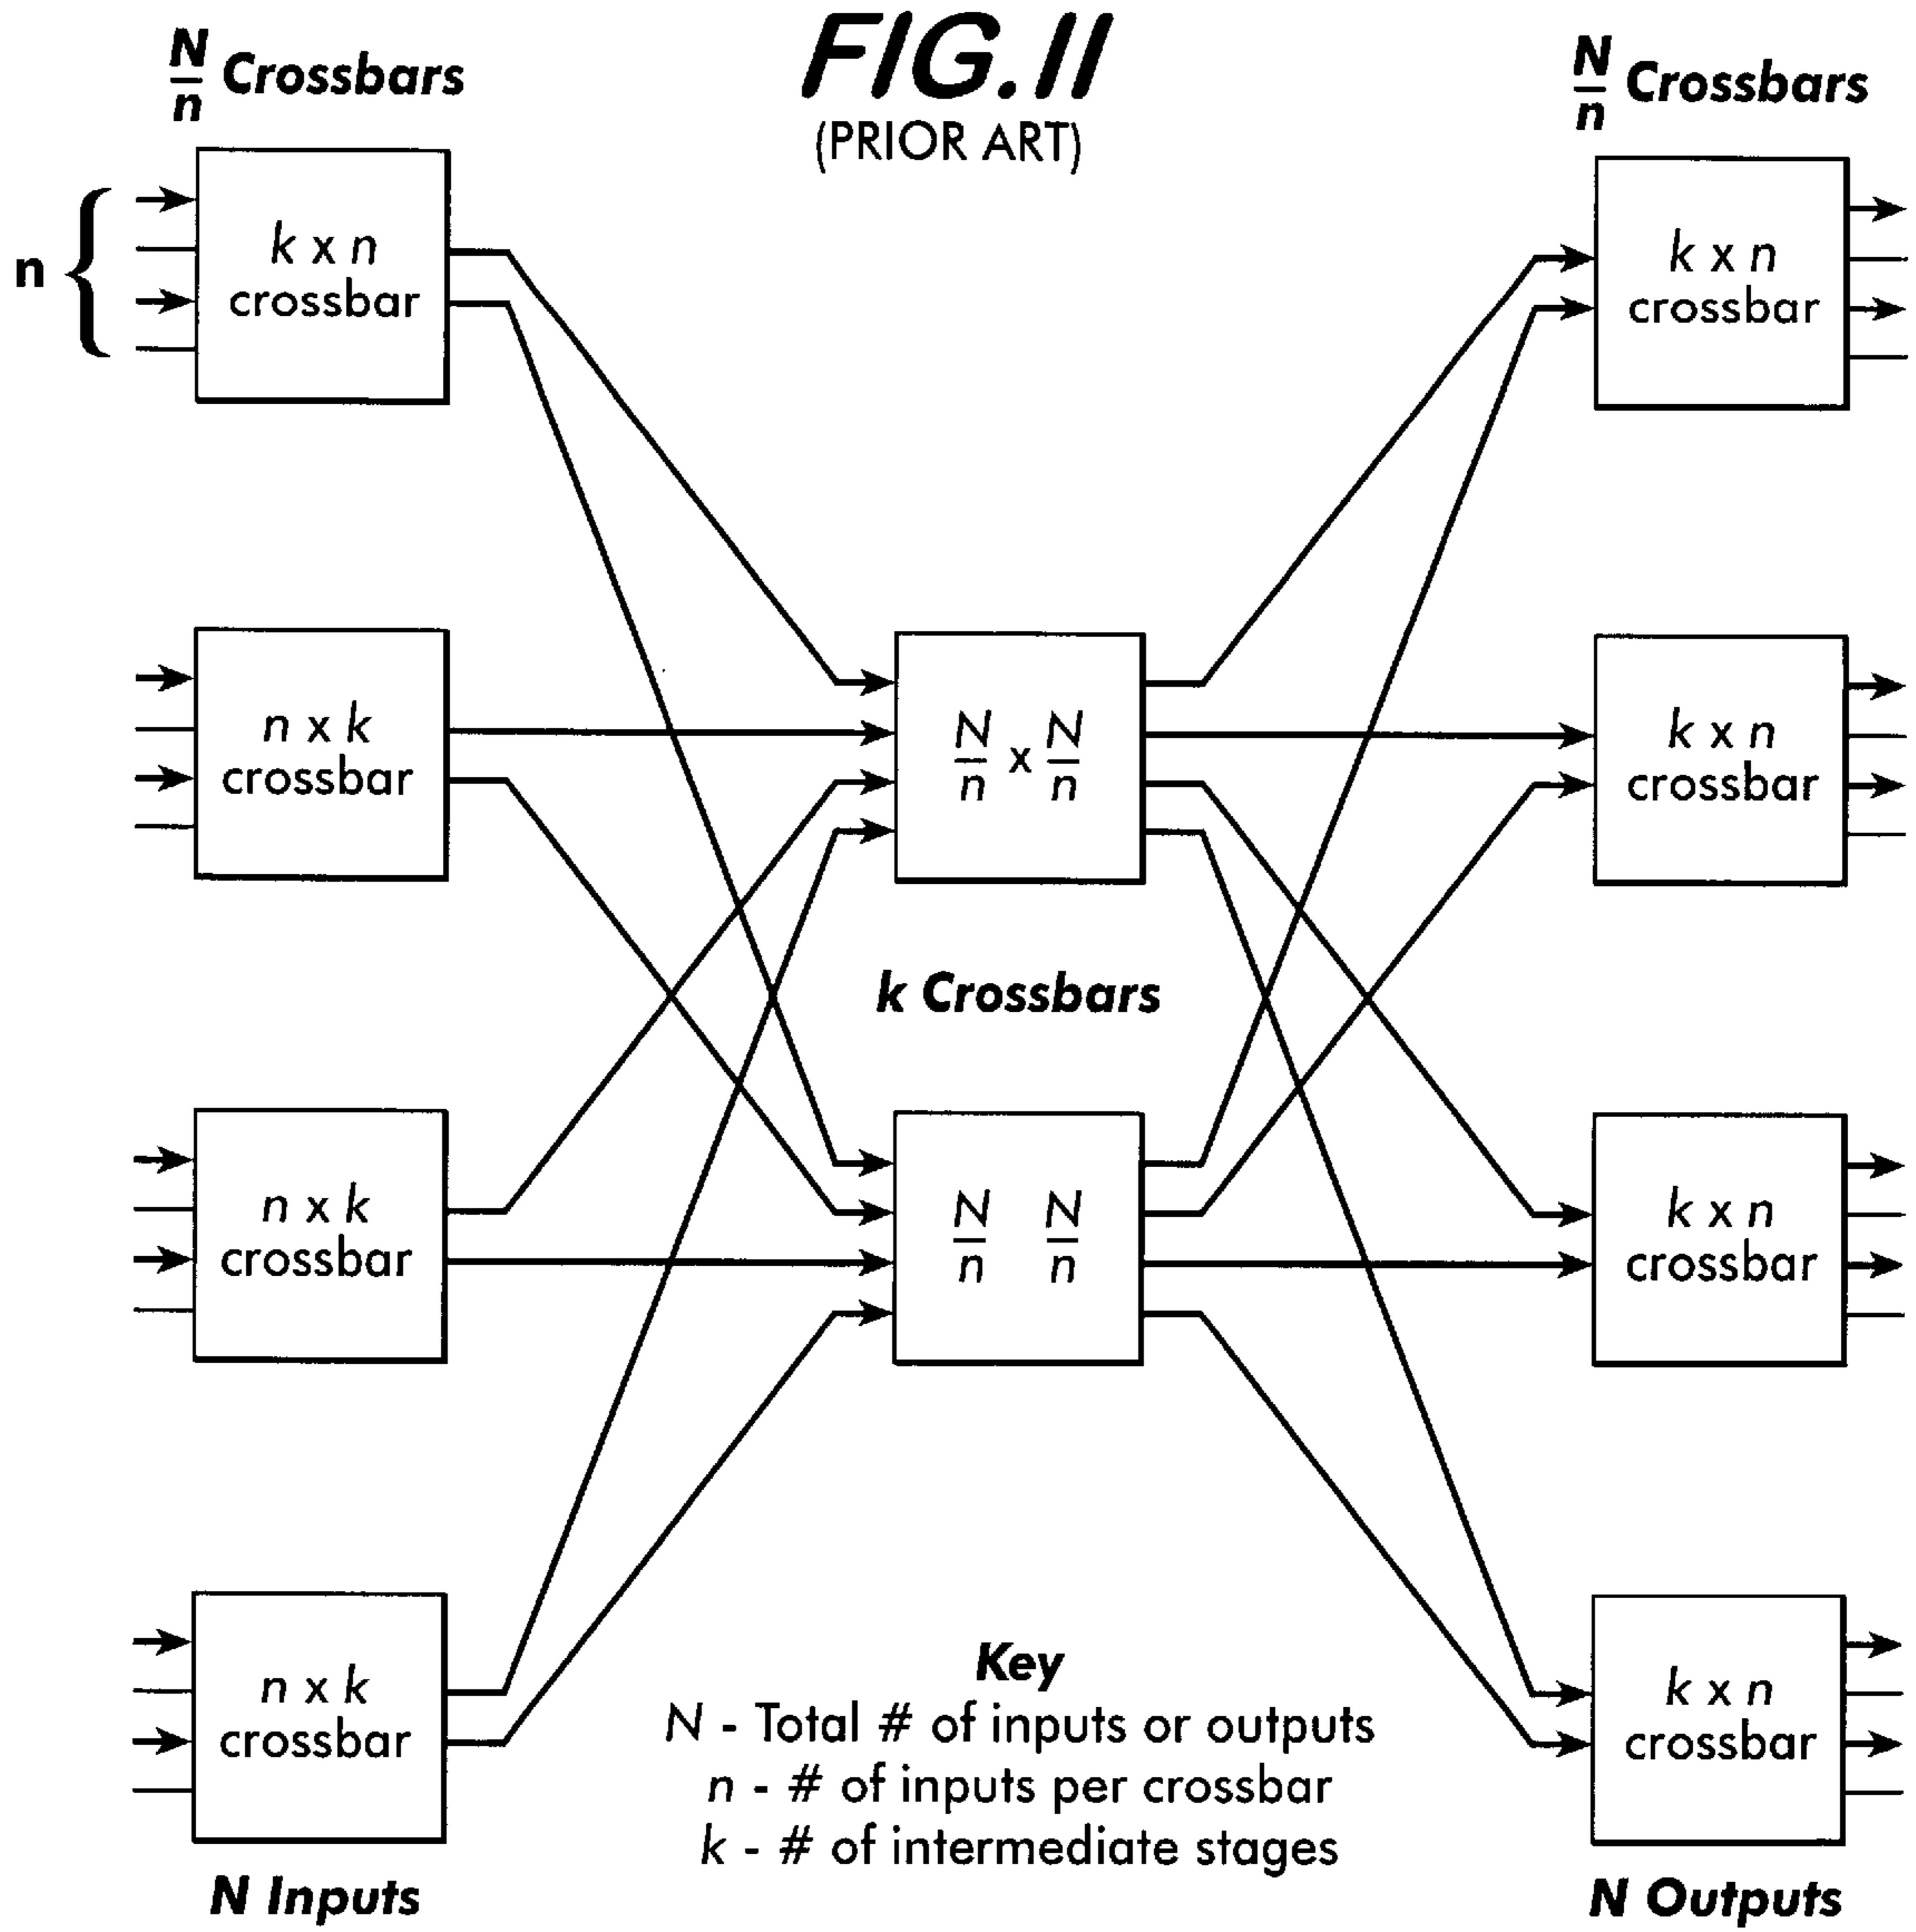 FIG. 11
(PRIOR ART)
N/n Crossbars
N/n Crossbars
n {
k x n
crossbar
k x n
crossbar
n x k
crossbar
N/n x N/n
k x n
crossbar
k Crossbars
n x k
crossbar
N/n N/n
k x n
crossbar
n x k
crossbar
k x n
crossbar
Key
N - Total # of inputs or outputs
n - # of inputs per crossbar
k - # of intermediate stages
N Inputs
N Outputs